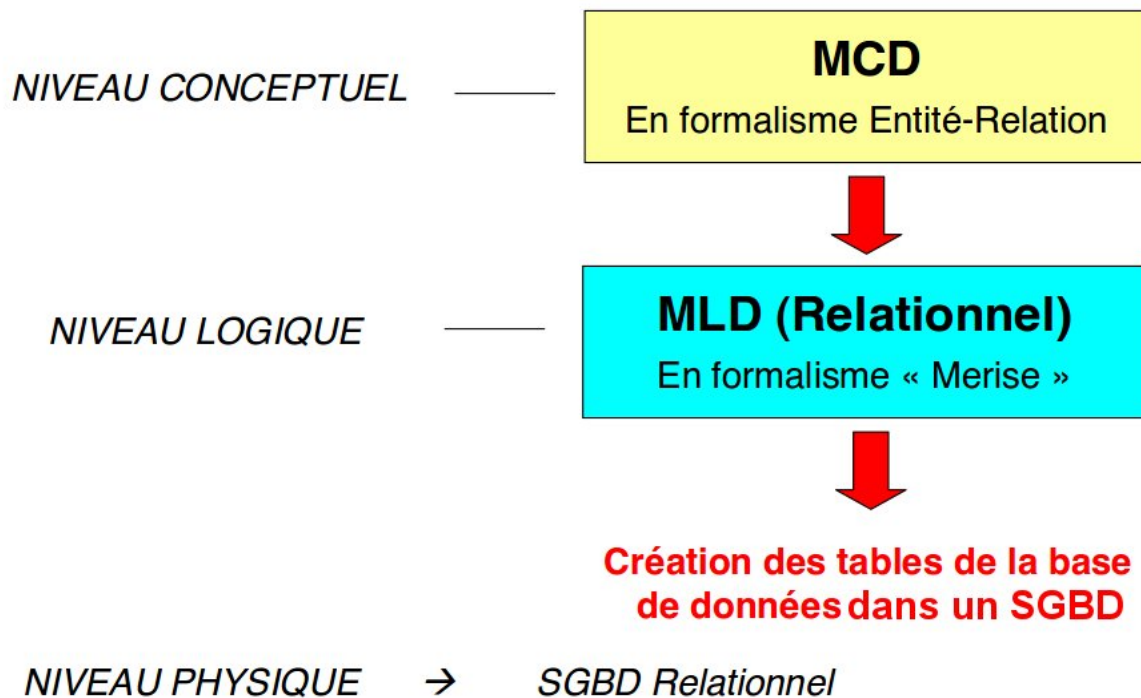 MCD
NIVEAU CONCEPTUEL
En formalisme Entité-Relation
MLD (Relationnel)
NIVEAU LOGIQUE
En formalisme « Merise »
Création des tables de la base
de données dans un SGBD
NIVEAU PHYSIQUE → SGBD Relationnel